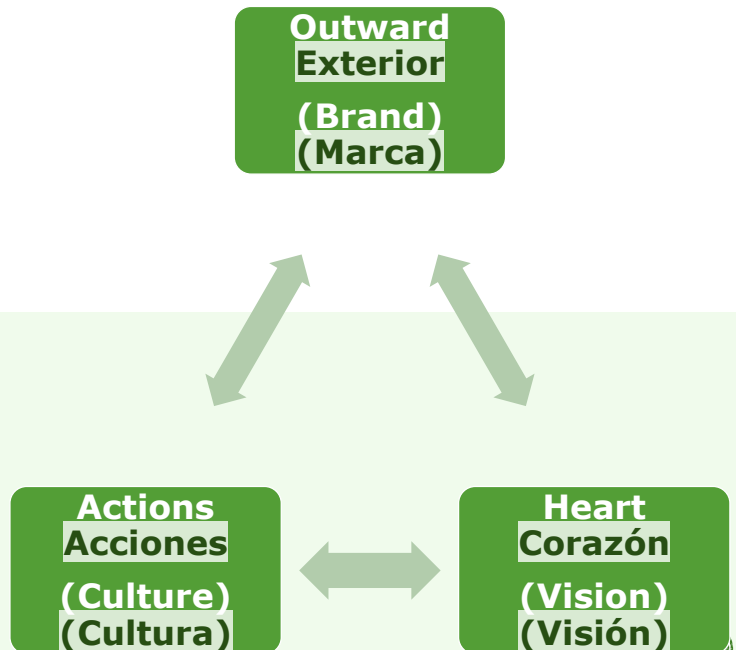 Outward
Exterior
(Brand)
(Marca)
Actions
Acciones
(Culture)
(Cultura)
Heart
Corazón
(Vision)
(Visión)